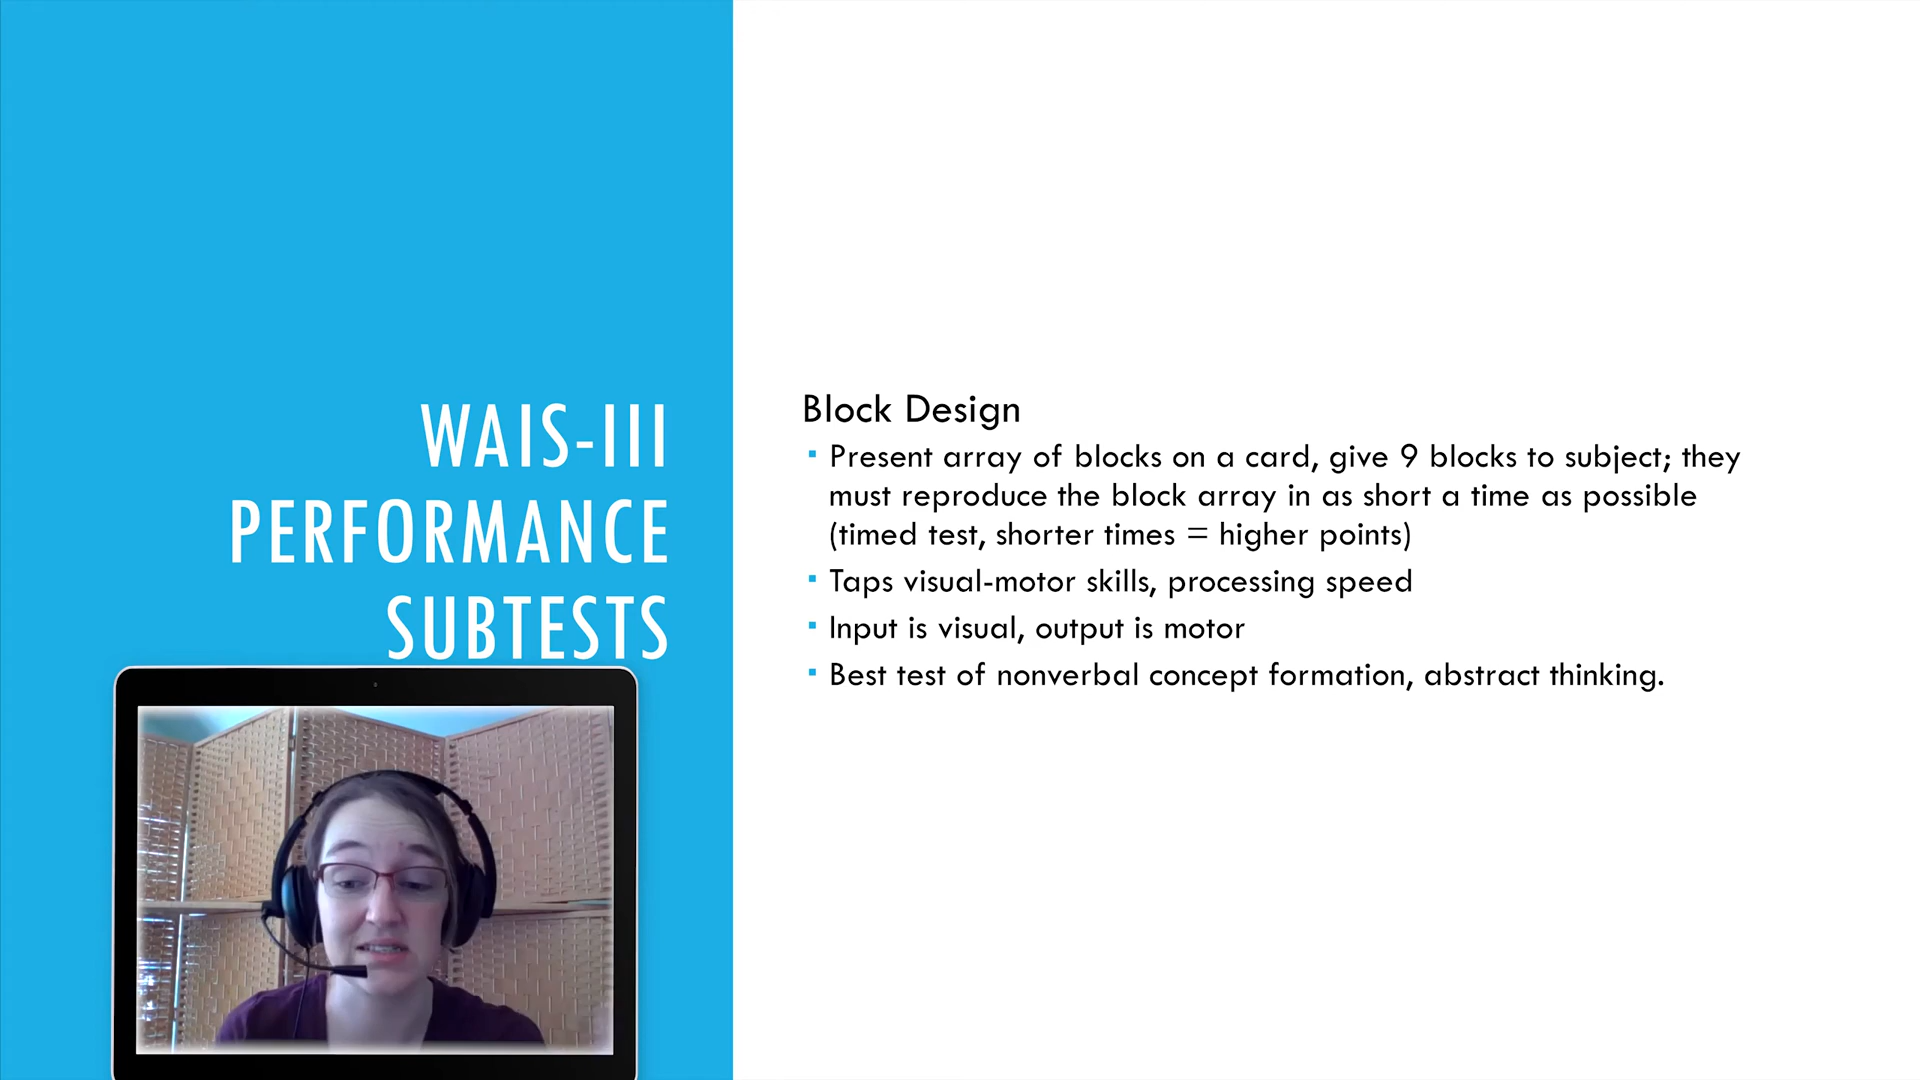 WAIS-III
PERFORMANCE
SUBTESTS
Block Design
▪ Present array of blocks on a card, give 9 blocks to subject; they
must reproduce the block array in as short a time as possible
(timed test, shorter times = higher points)
▪ Taps visual-motor skills, processing speed
▪ Input is visual, output is motor
▪ Best test of nonverbal concept formation, abstract thinking.